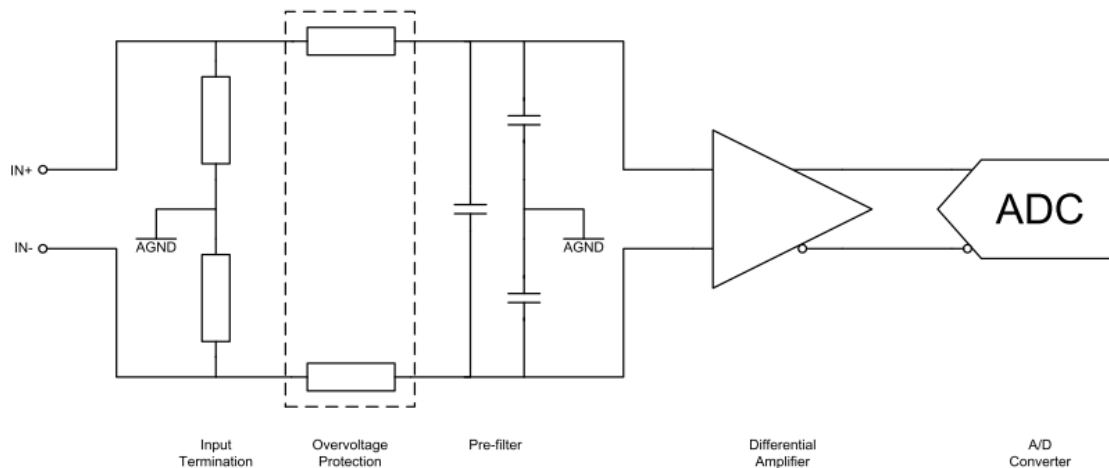 IN+
AGND
IN-
AGND
ADC
Input
Termination
Overvoltage
Protection
Pre-filter
Differential
Amplifier
A/D
Converter